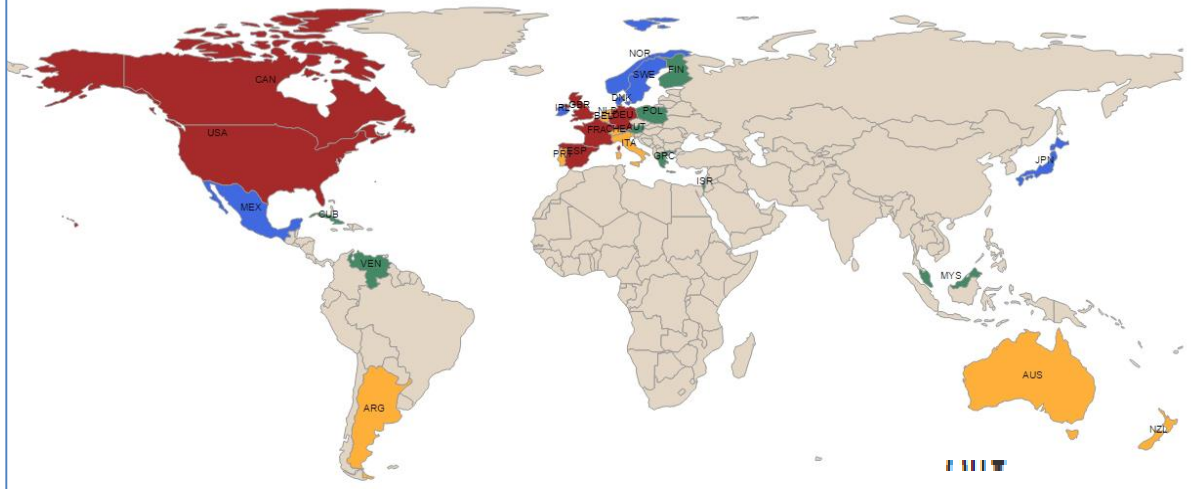 NOR
SWE
FIN
CAN
DNK
IRL
GBR
NLD
POL
BEL
DEU
USA
FRA
CHE
AUT
ITA
PRT
ESP
GRC
JPN
ISR
MEX
CUB
VEN
MYS
AUS
ARG
NZL